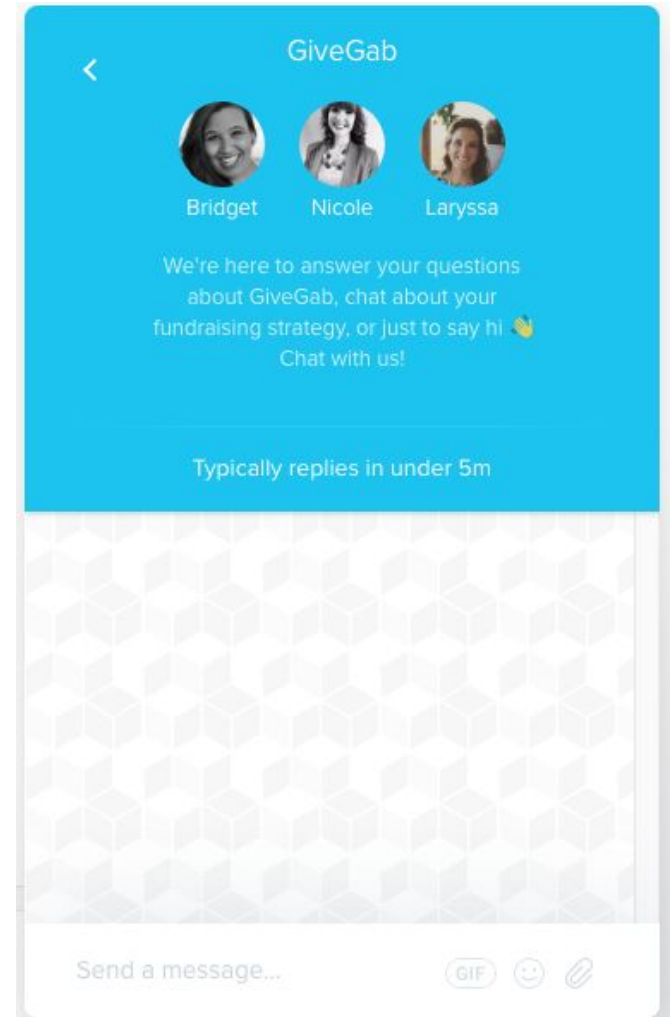 GiveGab
Bridget Nicole Laryssa
We're here to answer your questions
about GiveGab, chat about your
fundraising strategy, or just to say hi 👋
Chat with us!
Typically replies in under 5m
Send a message... GIF